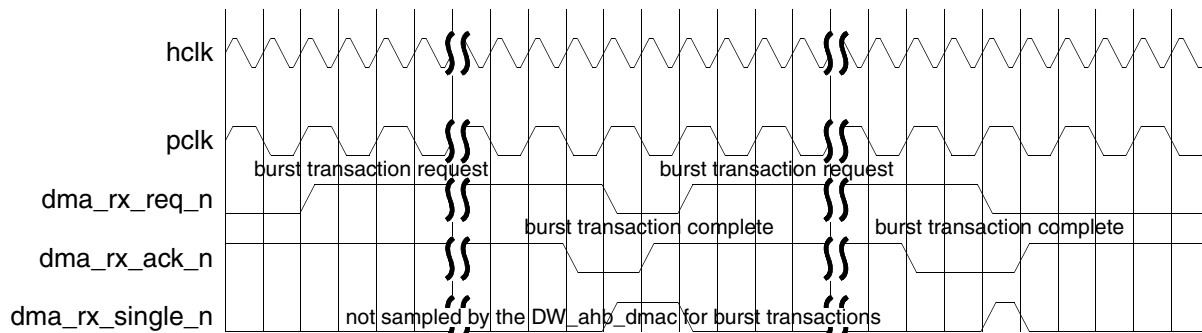 hclk
pclk
burst transaction request burst transaction request
dma_rx_req_n
burst transaction complete burst transaction complete
dma_rx_ack_n
dma_rx_single_n not sampled by the DW_ahb_dmac for burst transactions